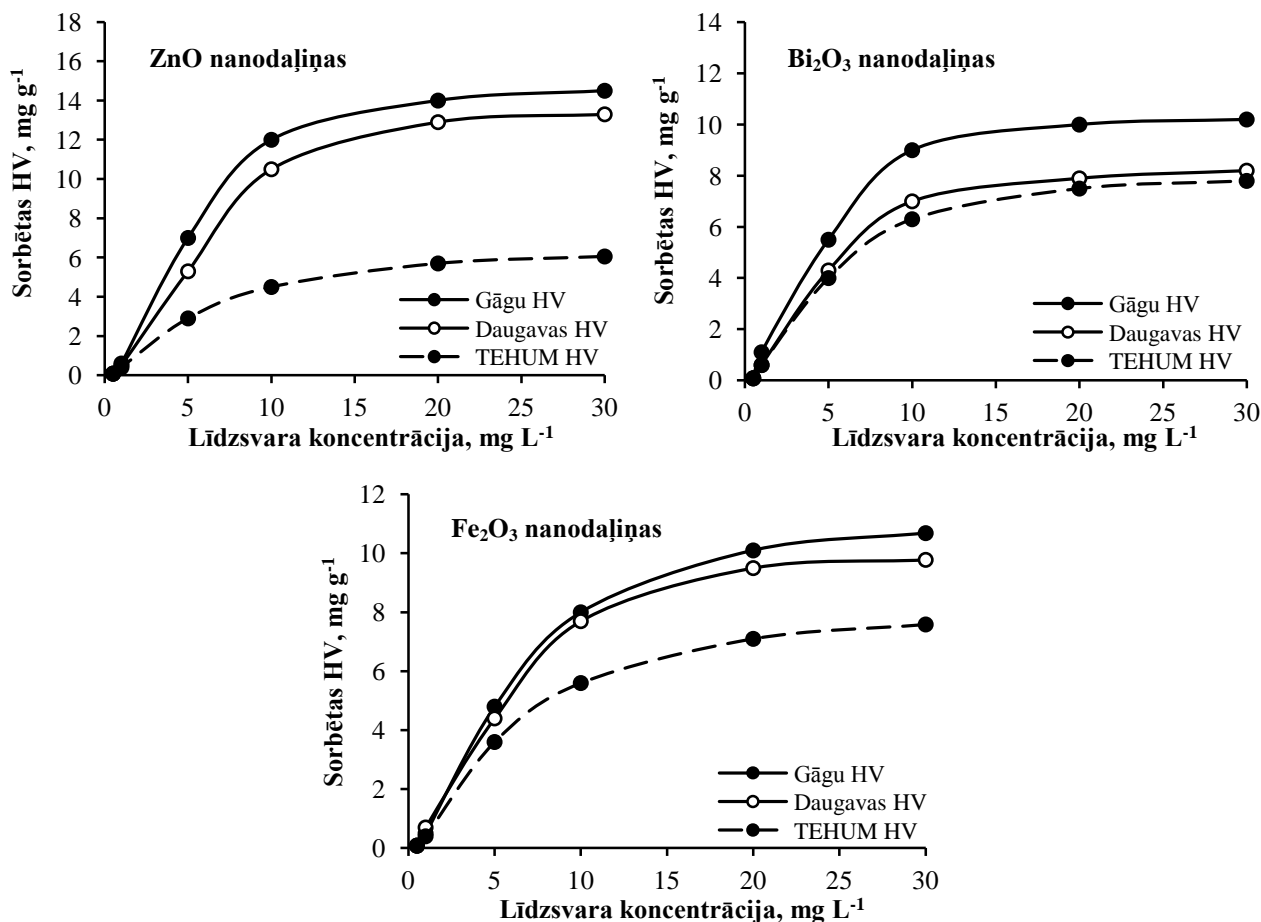 ZnO nanodaļiņas
Sorbētas HV, mg g⁻¹
18
16
14
12
10
8
6
4
2
0
Gāgu HV
Daugavas HV
TEHUM HV
0 5 10 15 20 25 30
Līdzsvara koncentrācija, mg L⁻¹
Bi₂O₃ nanodaļiņas
Sorbētas HV, mg g⁻¹
14
12
10
8
6
4
2
0
Gāgu HV
Daugavas HV
TEHUM HV
0 5 10 15 20 25 30
Līdzsvara koncentrācija, mg L⁻¹
Fe₂O₃ nanodaļiņas
Sorbētas HV, mg g⁻¹
12
10
8
6
4
2
0
Gāgu HV
Daugavas HV
TEHUM HV
0 5 10 15 20 25 30
Līdzsvara koncentrācija, mg L⁻¹